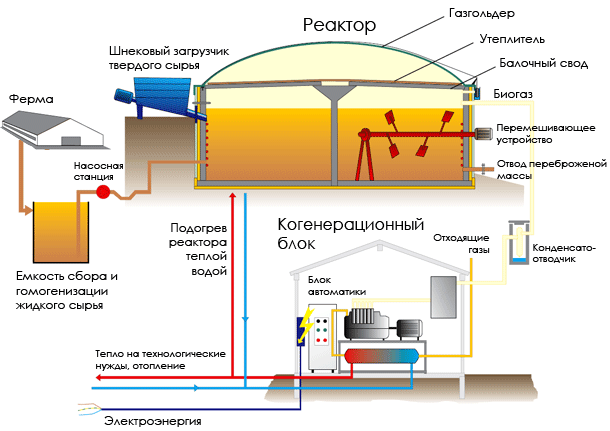 Реактор
Газгольдер
Утеплитель
Балочный свод
Шнековый загрузчик
твердого сырья
Биогаз
Ферма
Перемешивающее
устройство
Насосная
станция
Отвод переброженой
массы
Подогрев
реактора
теплой
водой
Когенерационный
блок
Отходящие
газы
Конденсато-
отводчик
Емкость сбора и
гомогенизации
жидкого сырья
Блок
автоматики
Тепло на технологические
нужды, отопление
Электроэнергия